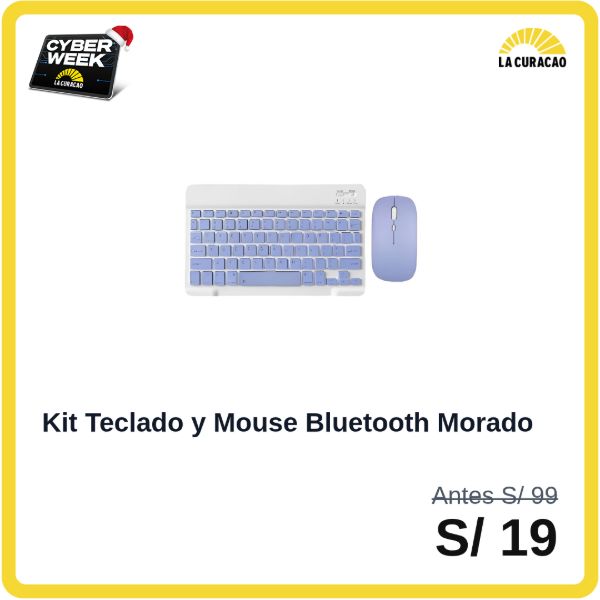 CYBER
WEEK
LA CURACAO
LA CURACAO
Kit Teclado y Mouse Bluetooth Morado
Antes S/ 99
S/ 19